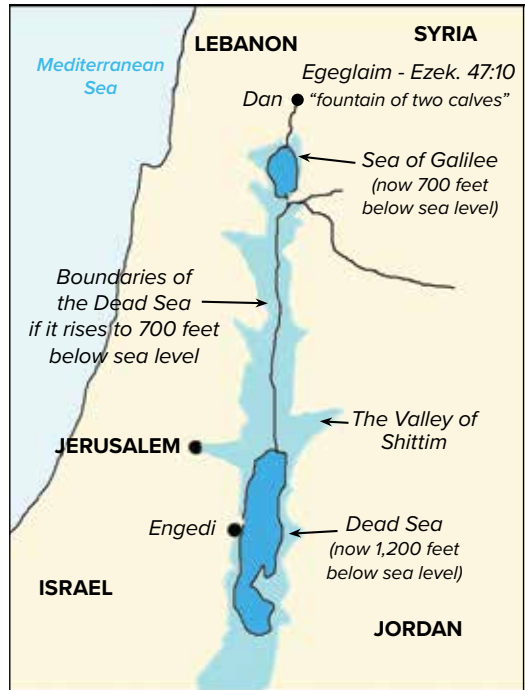 LEBANON
SYRIA
Mediterranean
Sea
Egeglaim - Ezek. 47:10
Dan
“fountain of two calves”
Sea of Galilee
(now 700 feet
below sea level)
Boundaries of
the Dead Sea
if it rises to 700 feet
below sea level
The Valley of
Shittim
JERUSALEM
Engedi
Dead Sea
(now 1,200 feet
below sea level)
ISRAEL
JORDAN